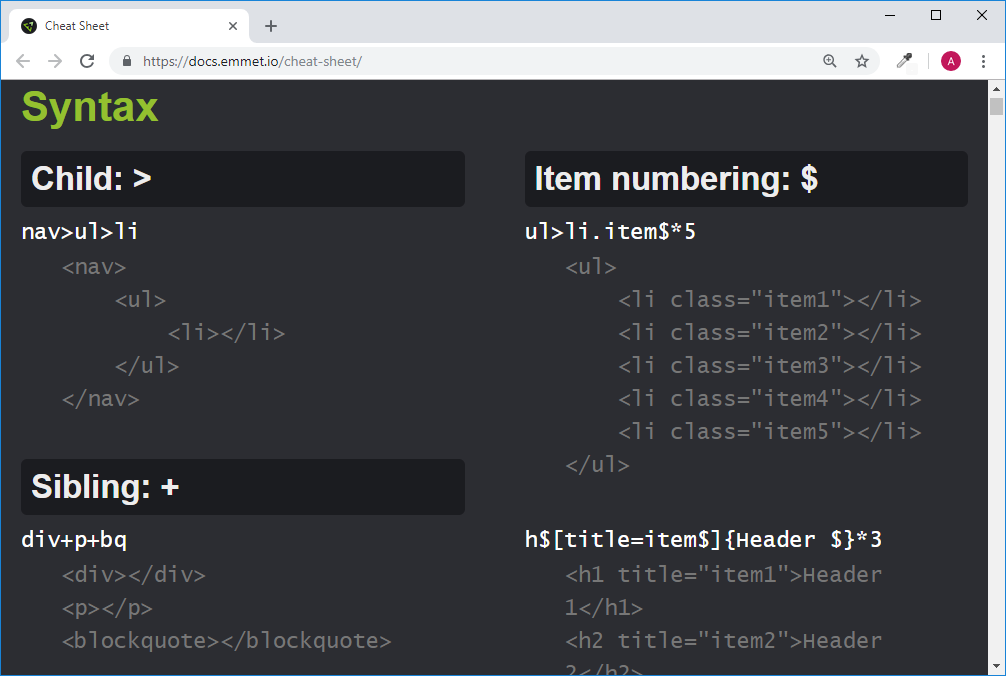 Cheat Sheet
https://docs.emmet.io/cheat-sheet/
A
Syntax
Child: >
nav>ul>li
<nav>
<ul>
<li></li>
</ul>
</nav>
Sibling: +
div+p+bq
<div></div>
<p></p>
<blockquote></blockquote>
Item numbering: $
ul>li.item$*5
<ul>
<li class="item1"></li>
<li class="item2"></li>
<li class="item3"></li>
<li class="item4"></li>
<li class="item5"></li>
</ul>
h$[title=item$]{Header $}*3
<h1 title="item1">Header
1</h1>
<h2 title="item2">Header
2</h2>